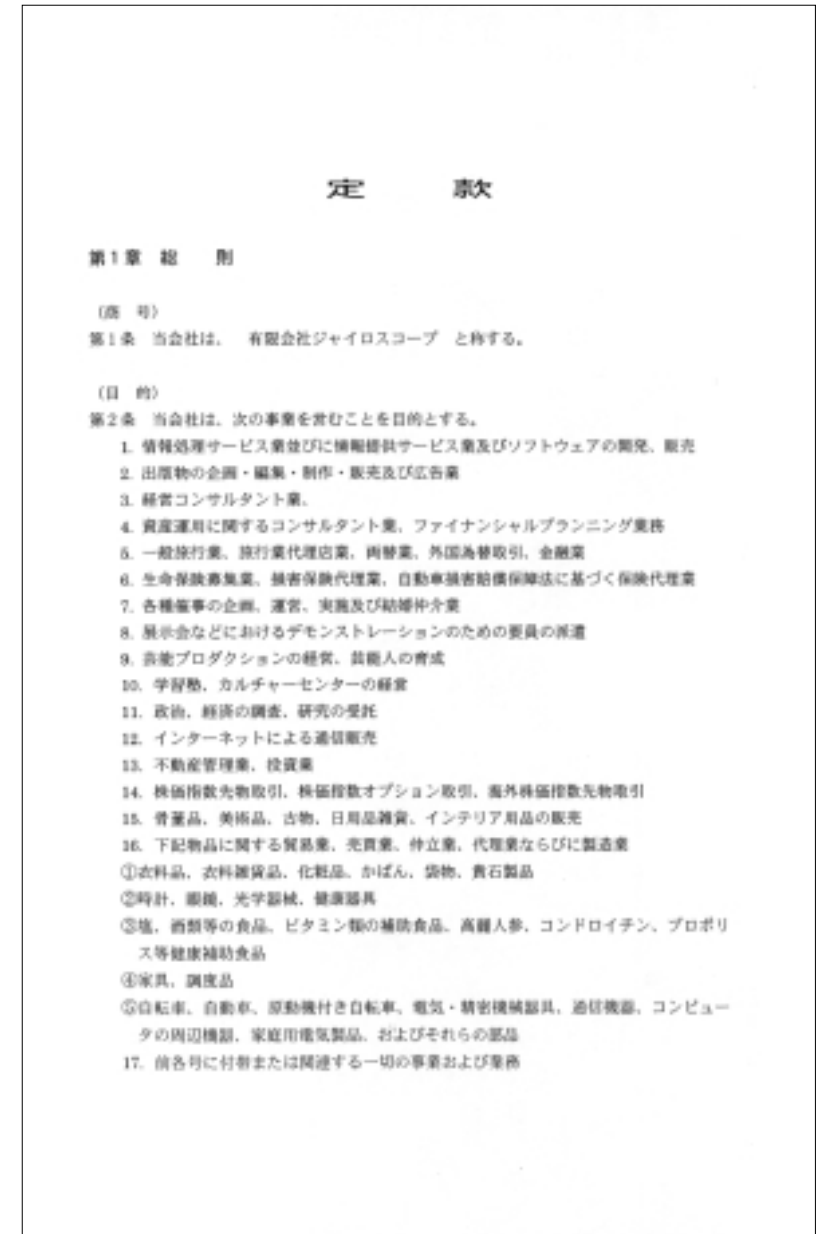 定　款
第1章 総　則
（商　号）
第1条　当会社は、　有限会社ジャイロスコープ　と称する。
（目　的）
第2条　当会社は、次の事業を営むことを目的とする。
1. 情報処理サービス業並びに情報提供サービス業及びソフトウェアの開発、販売
2. 出版物の企画・編集・制作・販売及び広告業
3. 経営コンサルタント業、
4. 資産運用に関するコンサルタント業、ファイナンシャルプランニング業務
5. 一般旅行業、旅行業代理店業、両替業、外国為替取引、金融業
6. 生命保険募集業、損害保険代理業、自動車損害賠償保障法に基づく保険代理業
7. 各種催事の企画、運営、実施及び結婚仲介業
8. 展示会などにおけるデモンストレーションのための要員の派遣
9. 芸能プロダクションの経営、芸能人の育成
10. 学習塾、カルチャーセンターの経営
11. 政治、経済の調査、研究の受託
12. インターネットによる通信販売
13. 不動産管理業、投資業
14. 株価指数先物取引、株価指数オプション取引、海外株価指数先物取引
15. 骨董品、美術品、古物、日用品雑貨、インテリア用品の販売
16. 下記物品に関する貿易業、売買業、仲立業、代理業ならびに製造業
①衣料品、衣料雑貨品、化粧品、かばん、袋物、貴石製品
②時計、眼鏡、光学器械、健康器具
③塩、酒類等の食品、ビタミン類の補助食品、高麗人参、コンドロイチン、プロポリ
ス等健康補助食品
④家具、調度品
⑤自転車、自動車、原動機付き自転車、電気・精密機械器具、通信機器、コンピュー
タの周辺機器、家庭用電気製品、およびそれらの部品
17. 前各号に付帯または関連する一切の事業および業務